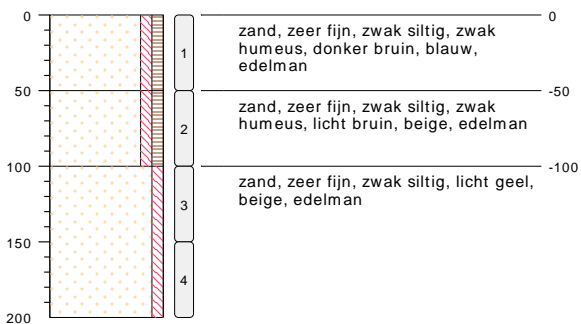 0
50
100
150
200
1
2
3
4
zand, zeer fijn, zwak siltig, zwak
humeus, donker bruin, blauw,
edelman
zand, zeer fijn, zwak siltig, zwak
humeus, licht bruin, beige, edelman
zand, zeer fijn, zwak siltig, licht geel,
beige, edelman
0
-50
-100